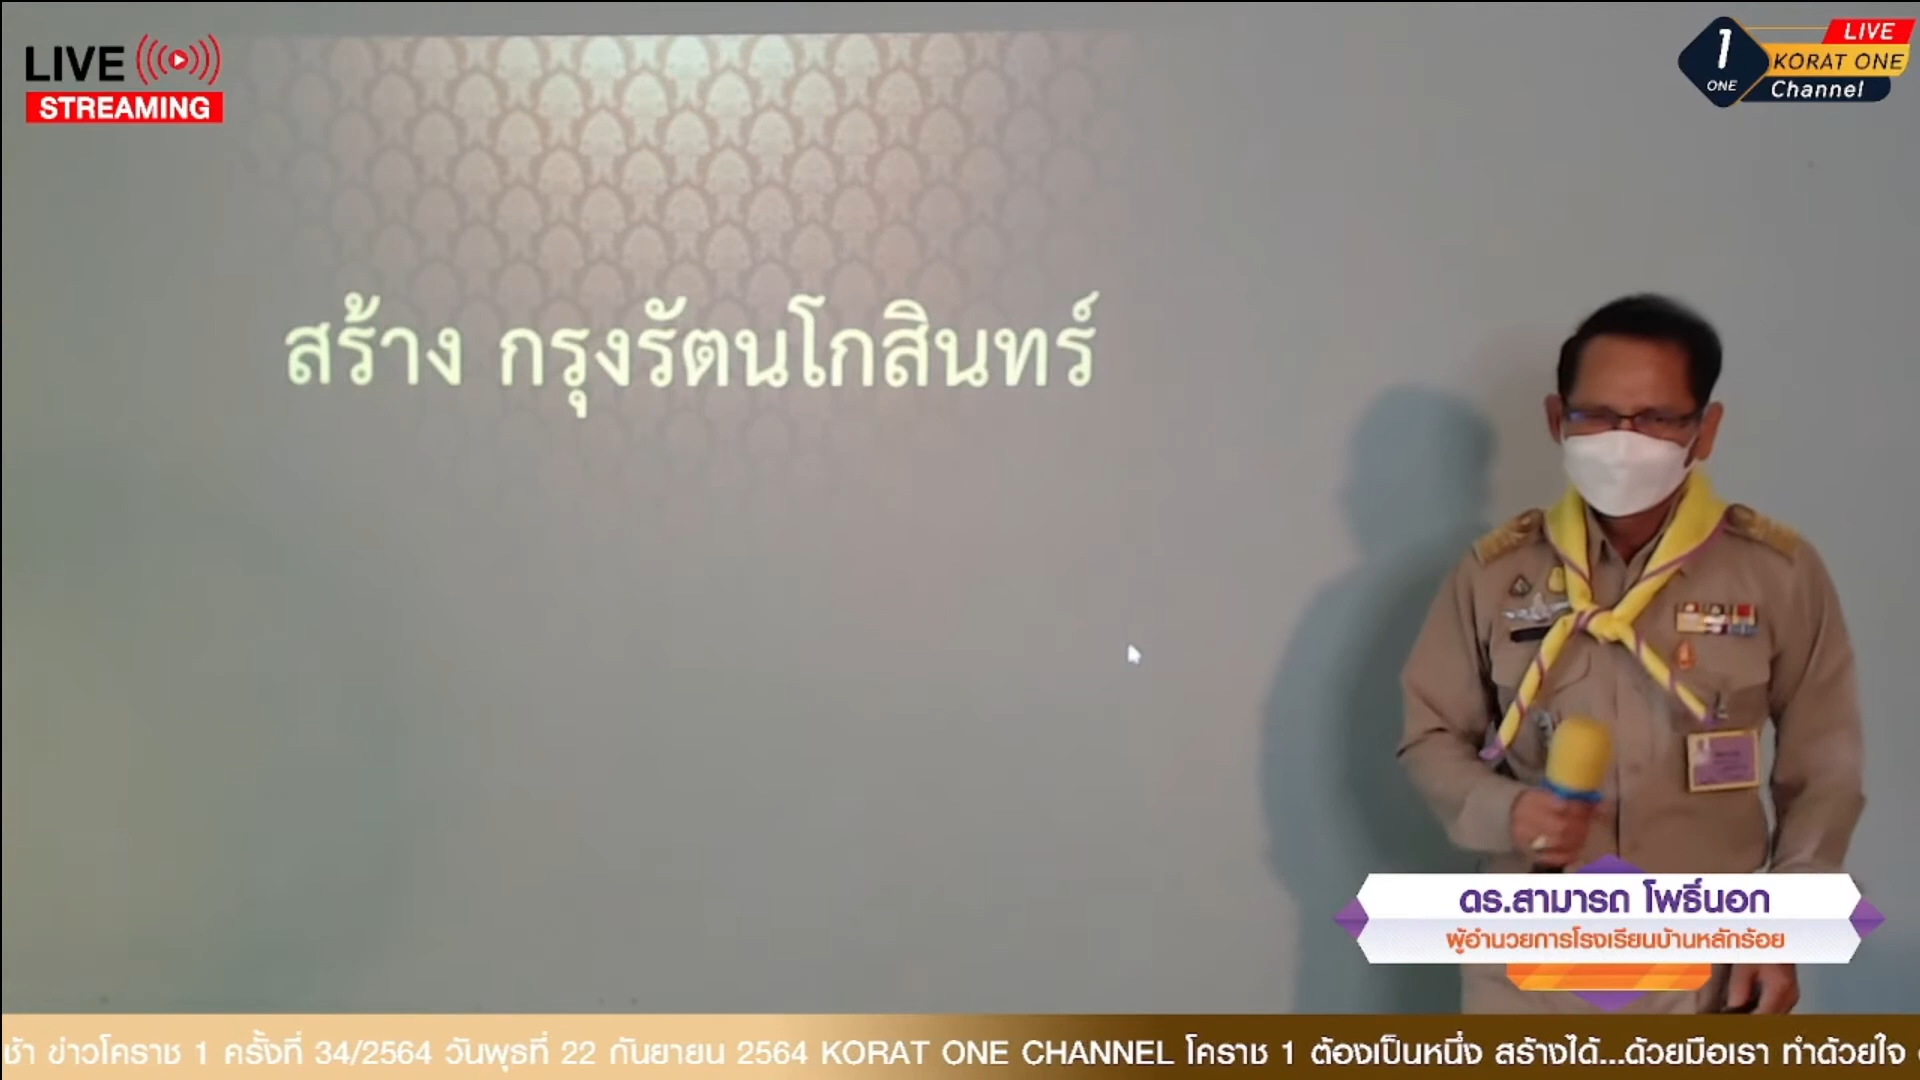 LIVE
STREAMING
1
ONE
LIVE
KORAT ONE
Channel
สร้าง กรุงรัตนโกสินทร์
ดร.สามารถ โพธิ์นอก
ผู้อำนวยการโรงเรียนบ้านหลักร้อย
ช้า ข่าวโคราช 1 ครั้งที่ 34/2564 วันพุธที่ 22 กันยายน 2564 KORAT ONE CHANNEL โคราช 1 ต้องเป็นหนึ่ง สร้างได้...ด้วยมือเรา ทำด้วยใจ